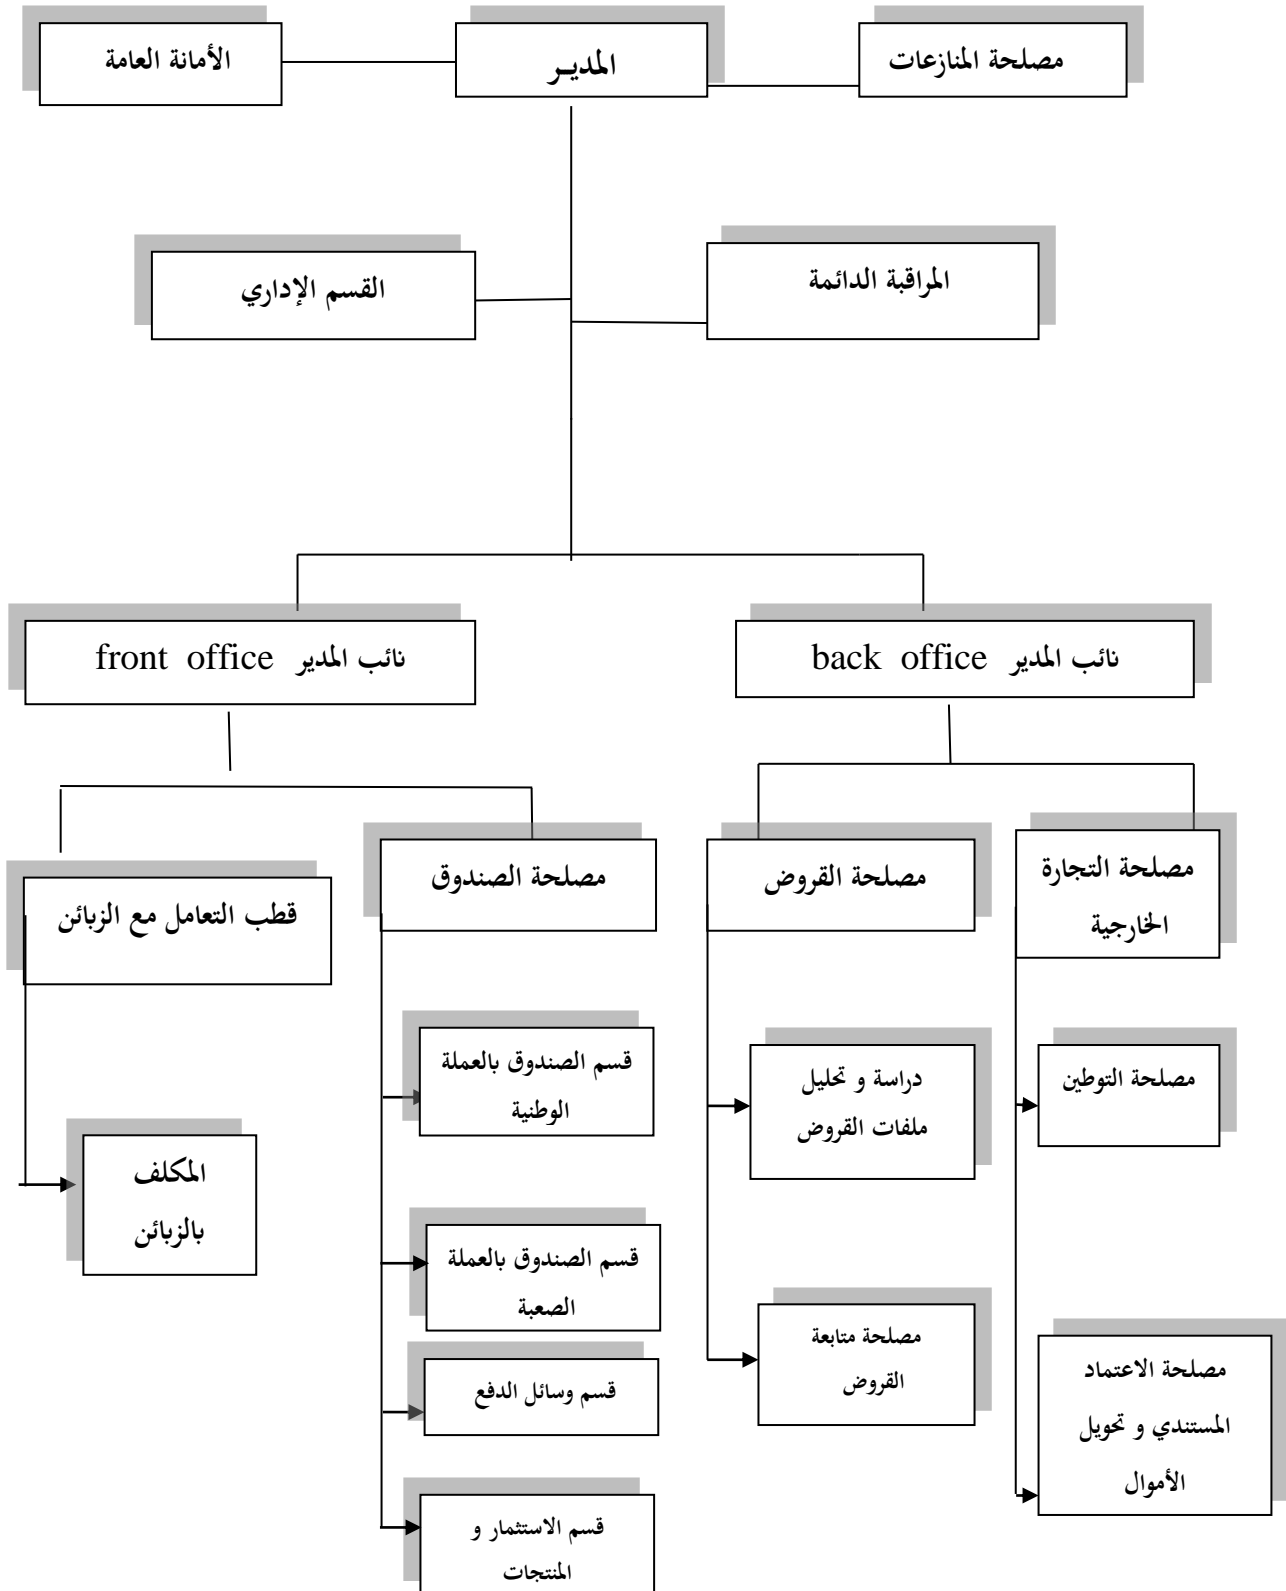 مصلحة المنازعات
المديـر
الأمانة العامة
المراقبة الدائمة
القسم الإداري
نائب المدير back office
نائب المدير front office
مصلحة التجارة
الخارجية
مصلحة القروض
مصلحة الصندوق
قطب التعامل مع الزبائن
مصلحة التوطين
دراسة و تحليل
ملفات القروض
قسم الصندوق بالعملة
الوطنية
المكلف
بالزبائن
قسم الصندوق بالعملة
الصعبة
مصلحة الاعتماد
المستندي و تحويل
الأموال
مصلحة متابعة
القروض
قسم وسائل الدفع
قسم الاستثمار و
المنتجات